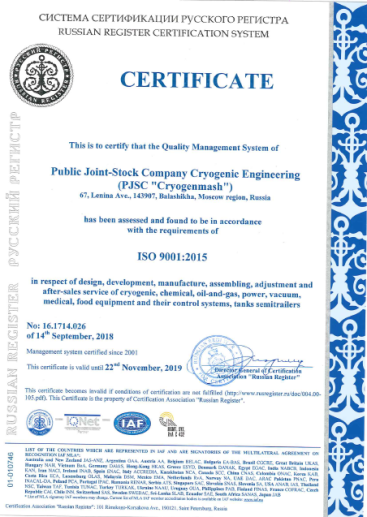 СИСТЕМА СЕРТИФИКАЦИИ РУССКОГО РЕГИСТРА
RUSSIAN REGISTER CERTIFICATION SYSTEM
РУССКИЙ РЕГИСТР
RUSSIAN REGISTER
CERTIFICATE
This is to certify that the Quality Management System of
Public Joint-Stock Company Cryogenic Engineering
(PJSC "Cryogenmash")
67, Lenina Ave., 143907, Balashikha, Moscow region, Russia
has been assessed and found to be in accordance
with the requirements of
ISO 9001:2015
in respect of design, development, manufacture, assembling, adjustment and
after-sales service of cryogenic, chemical, oil-and-gas, power, vacuum,
medical, food equipment and their control systems, tanks semitrailers
No: 16.1714.026
of 14th September, 2018
Management system certified since 2001
This certificate is valid until 22nd November, 2019
Director General of Certification
Association "Russian Register"
This certificate becomes invalid if conditions of certification are not fulfilled (http://www.rusregister.ru/doc/004.00-
105.pdf). This Certificate is the property of Certification Association "Russian Register".
IQNet
IAF
RUSSIAN REGISTER РУССКИЙ РЕГИСТР
01-010746
LIST OF THE COUNTRIES WHICH ARE REPRESENTED IN IAF AND ARE SIGNATORIES OF THE MULTILATERAL AGREEMENT ON
RECOGNITION IAF MLA*:
Certification Association "Russian Register"
Saint Petersburg, Russia